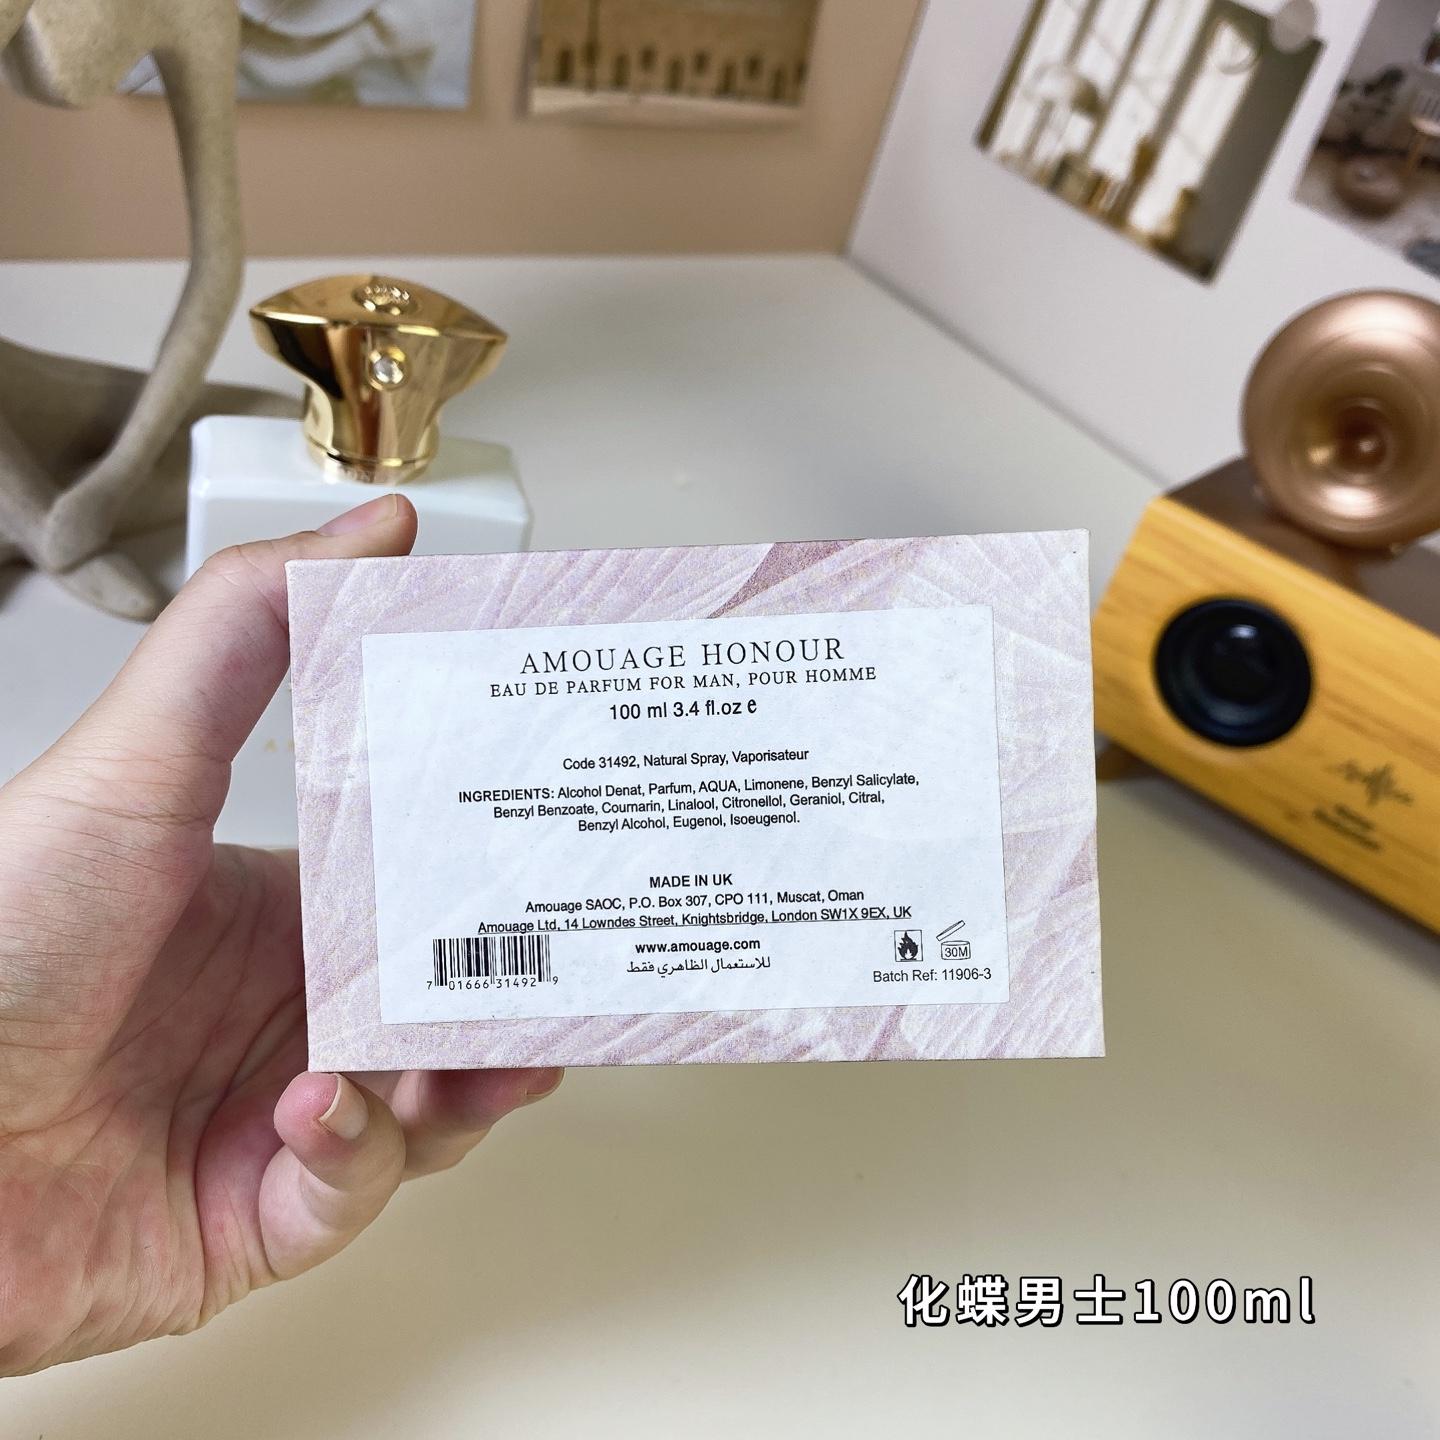 AMOUAGE HONOUR
EAU DE PARFUM FOR MAN, POUR HOMME
100 ml 3.4 fl.oz e
Code 31492, Natural Spray, Vaporisateur
INGREDIENTS: Alcohol Denat, Parfum, AQUA, Limonene, Benzyl Salicylate,
Benzyl Benzoate, Cournarin, Linalool, Citronellol, Geraniol, Citral,
Benzyl Alcohol, Eugenol, Isoeugenol.
MADE IN UK
Amouage SAOC, P.O. Box 307, CPO 111, Muscat, Oman
Amouage Ltd, 14 Lowndes Street, Knightsbridge, London SW1X 9EX, UK
www.amouage.com
للاستعمال الظاهري فقط
7 01666 31492 9
30M
Batch Ref: 11906-3
化蝶男士100ml